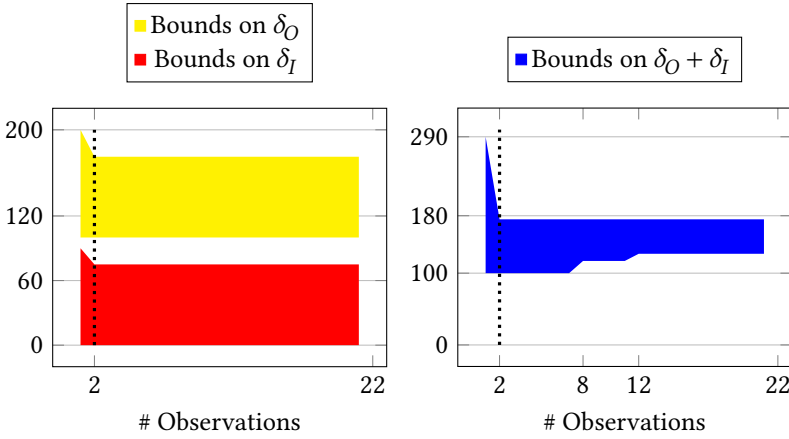 Bounds on δ_O
Bounds on δ_I
200
120
60
0
2
22
# Observations
Bounds on δ_O + δ_I
290
180
100
0
2
8
12
22
# Observations